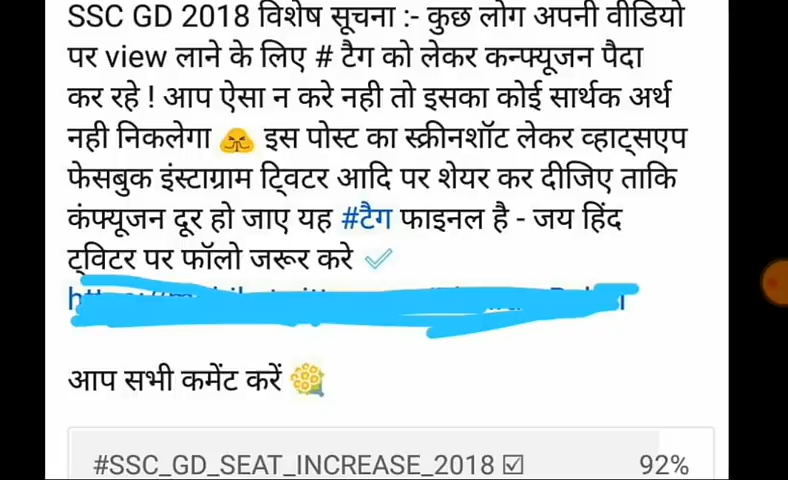 SSC GD 2018 विशेष सूचना :- कुछ लोग अपनी वीडियो
पर view लाने के लिए # टैग को लेकर कन्फ्यूजन पैदा
कर रहे ! आप ऐसा न करे नही तो इसका कोई सार्थक अर्थ
नही निकलेगा 🙏 इस पोस्ट का स्क्रीनशॉट लेकर व्हाट्सएप
फेसबुक इंस्टाग्राम ट्विटर आदि पर शेयर कर दीजिए ताकि
कंफ्यूजन दूर हो जाए यह #टैग फाइनल है - जय हिंद
ट्विटर पर फॉलो जरूर करे ✓
आप सभी कमेंट करें 💐
#SSC_GD_SEAT_INCREASE_2018 ☑ 92%